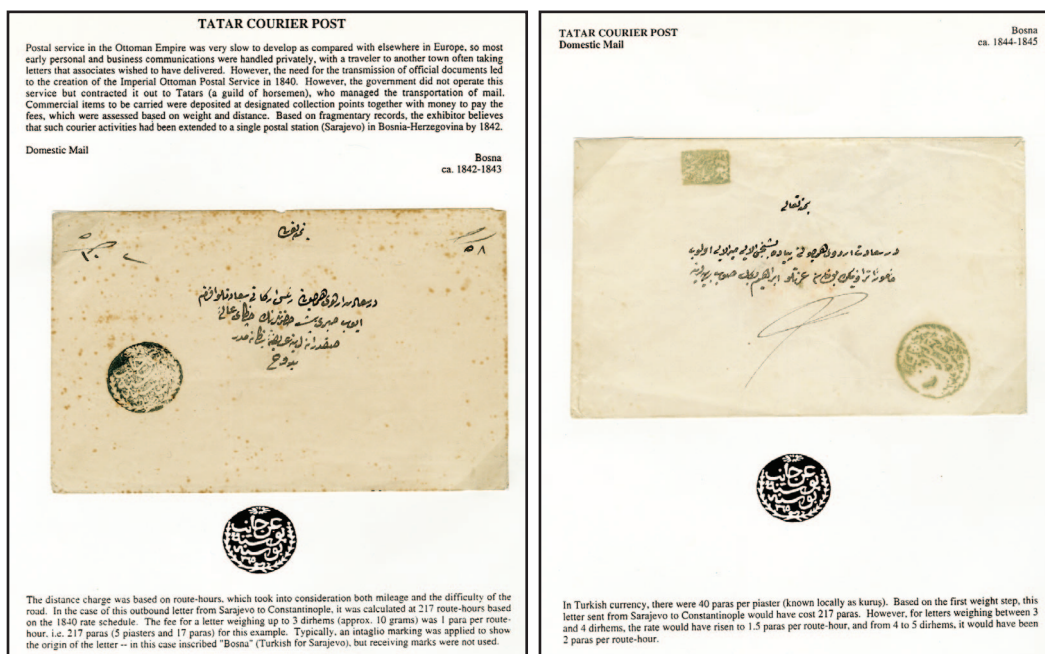 TATAR COURIER POST
Postal service in the Ottoman Empire was very slow to develop as compared with elsewhere in Europe, so most
early personal and business communications were handled privately, with a traveler to another town often taking
letters that associates wished to have delivered. However, the need for the transmission of official documents led
to the creation of the Imperial Ottoman Postal Service in 1840. However, the government did not operate this
service but contracted it out to Tatars (a guild of horsemen), who managed the transportation of mail.
Commercial items to be carried were deposited at designated collection points together with money to pay the
fees, which were assessed based on weight and distance. Based on fragmentary records, the exhibitor believes
that such courier activities had been extended to a single postal station (Sarajevo) in Bosnia-Herzegovina by 1842.
Domestic Mail
Bosna
ca. 1842-1843
٥٨
عن جانب
بوسته
بوسنه
The distance charge was based on route-hours, which took into consideration both mileage and the difficulty of the
road. In the case of this outbound letter from Sarajevo to Constantinople, it was calculated at 217 route-hours based
on the 1840 rate schedule. The fee for a letter weighing up to 3 dirhems (approx. 10 grams) was 1 para per route-
hour, i.e. 217 paras (5 piasters and 17 paras) for this example. Typically, an intaglio marking was applied to show
the origin of the letter -- in this case inscribed "Bosna" (Turkish for Sarajevo), but receiving marks were not used.
TATAR COURIER POST
Domestic Mail
Bosna
ca. 1844-1845
عن جانب
بوسته
بوسنه
In Turkish currency, there were 40 paras per piaster (known locally as kuruş). Based on the first weight step, this
letter sent from Sarajevo to Constantinople would have cost 217 paras. However, for letters weighing between 3
and 4 dirhems, the rate would have risen to 1.5 paras per route-hour, and from 4 to 5 dirhems, it would have been
2 paras per route-hour.